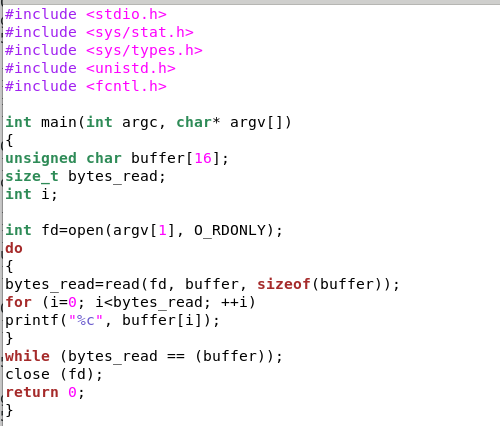 #include <stdio.h>
#include <sys/stat.h>
#include <sys/types.h>
#include <unistd.h>
#include <fcntl.h>
int main(int argc, char* argv[])
{
unsigned char buffer[16];
size_t bytes_read;
int i;
int fd=open(argv[1], O_RDONLY);
do
{
bytes_read=read(fd, buffer, sizeof(buffer));
for (i=0; i<bytes_read; ++i)
printf("%c", buffer[i]);
}
while (bytes_read == (buffer));
close (fd);
return 0;
}